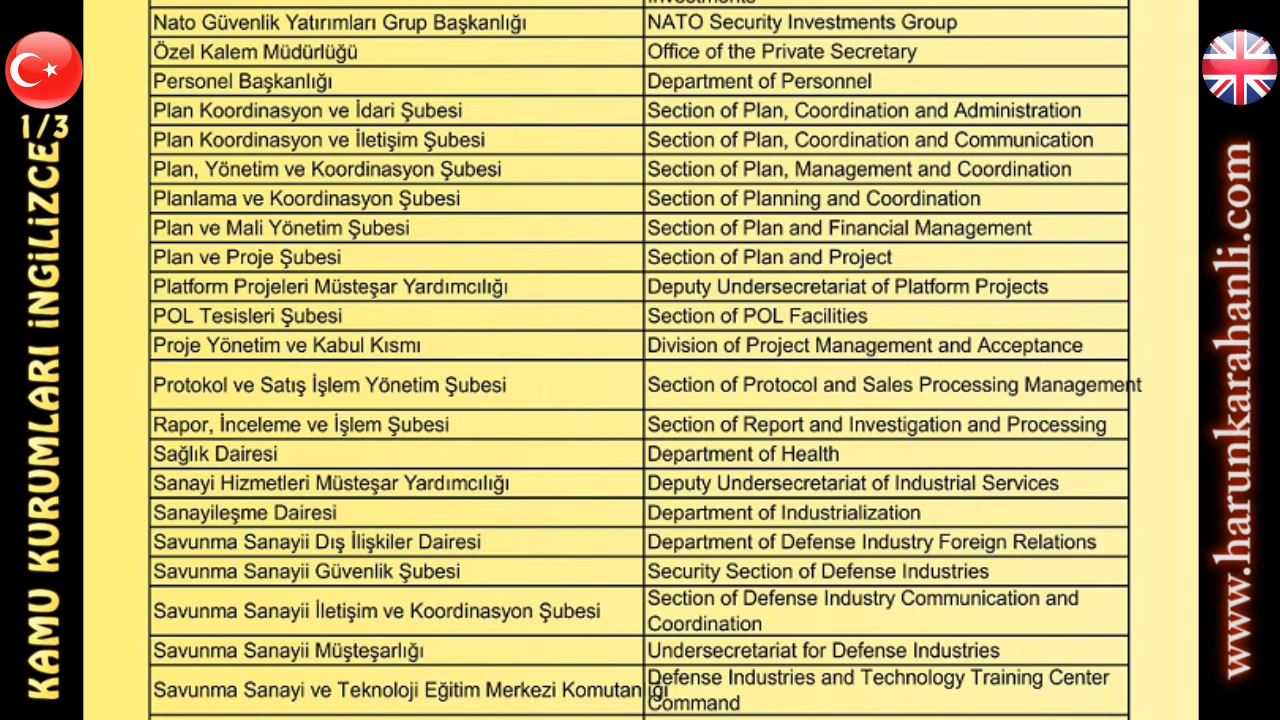 Investments
Nato Güvenlik Yatırımları Grup Başkanlığı NATO Security Investments Group
Özel Kalem Müdürlüğü Office of the Private Secretary
Personel Başkanlığı Department of Personnel
Plan Koordinasyon ve İdari Şubesi Section of Plan, Coordination and Administration
Plan Koordinasyon ve İletişim Şubesi Section of Plan, Coordination and Communication
Plan, Yönetim ve Koordinasyon Şubesi Section of Plan, Management and Coordination
Planlama ve Koordinasyon Şubesi Section of Planning and Coordination
Plan ve Mali Yönetim Şubesi Section of Plan and Financial Management
Plan ve Proje Şubesi Section of Plan and Project
Platform Projeleri Müsteşar Yardımcılığı Deputy Undersecretariat of Platform Projects
POL Tesisleri Şubesi Section of POL Facilities
Proje Yönetim ve Kabul Kısmı Division of Project Management and Acceptance
Protokol ve Satış İşlem Yönetim Şubesi Section of Protocol and Sales Processing Management
Rapor, İnceleme ve İşlem Şubesi Section of Report and Investigation and Processing
Sağlık Dairesi Department of Health
Sanayi Hizmetleri Müsteşar Yardımcılığı Deputy Undersecretariat of Industrial Services
Sanayileşme Dairesi Department of Industrialization
Savunma Sanayii Dış İlişkiler Dairesi Department of Defense Industry Foreign Relations
Savunma Sanayii Güvenlik Şubesi Security Section of Defense Industries
Savunma Sanayii İletişim ve Koordinasyon Şubesi Section of Defense Industry Communication and
Coordination
Savunma Sanayii Müşteşarlığı Undersecretariat for Defense Industries
Savunma Sanayi ve Teknoloji Eğitim Merkezi Komutanlığı Defense Industries and Technology Training Center
Command
KAMU KURUMLARI İNGİLİZCE
1/3
www.harunkarahanli.com